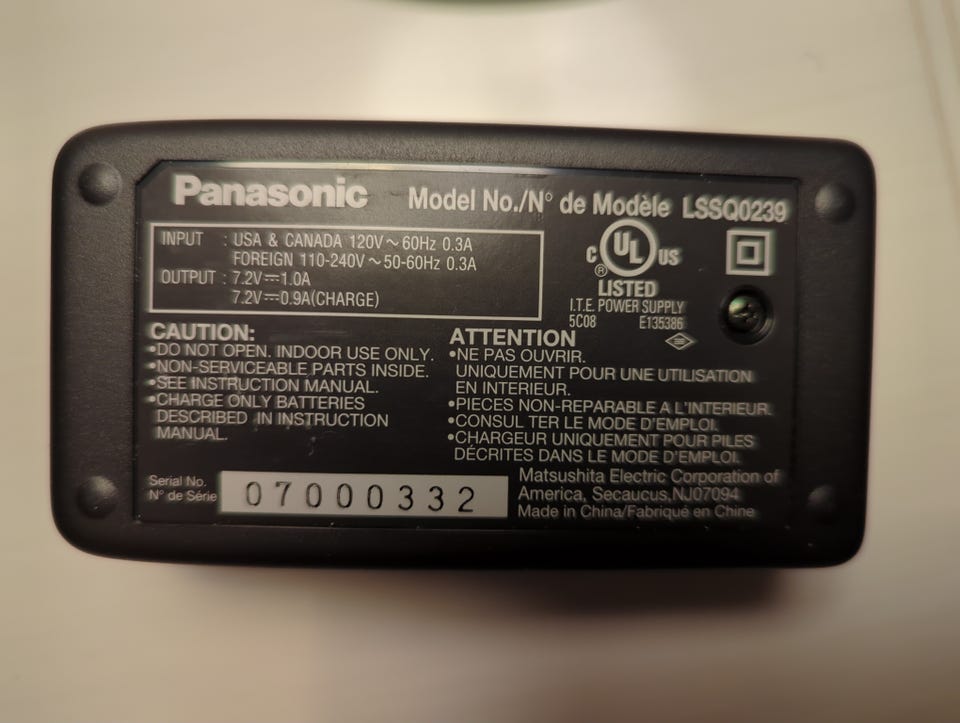 Panasonic Model No./N° de Modèle LSSQ0239
INPUT : USA & CANADA 120V~60Hz 0.3A
FOREIGN 110-240V~50-60Hz 0.3A
OUTPUT : 7.2V⎓1.0A
7.2V⎓0.9A(CHARGE)
C UL US
®
LISTED
I.T.E. POWER SUPPLY
5C08 E135386
CAUTION:
•DO NOT OPEN. INDOOR USE ONLY.
•NON-SERVICEABLE PARTS INSIDE.
•SEE INSTRUCTION MANUAL.
•CHARGE ONLY BATTERIES
DESCRIBED IN INSTRUCTION
MANUAL.
ATTENTION
•NE PAS OUVRIR.
UNIQUEMENT POUR UNE UTILISATION
EN INTERIEUR.
•PIECES NON-REPARABLE A L'INTERIEUR.
•CONSUL TER LE MODE D'EMPLOI.
•CHARGEUR UNIQUEMENT POUR PILES
DÉCRITES DANS LE MODE D'EMPLOI.
Serial No.
N° de Série
07000332
Matsushita Electric Corporation of
America, Secaucus,NJ07094
Made in China/Fabriqué en Chine